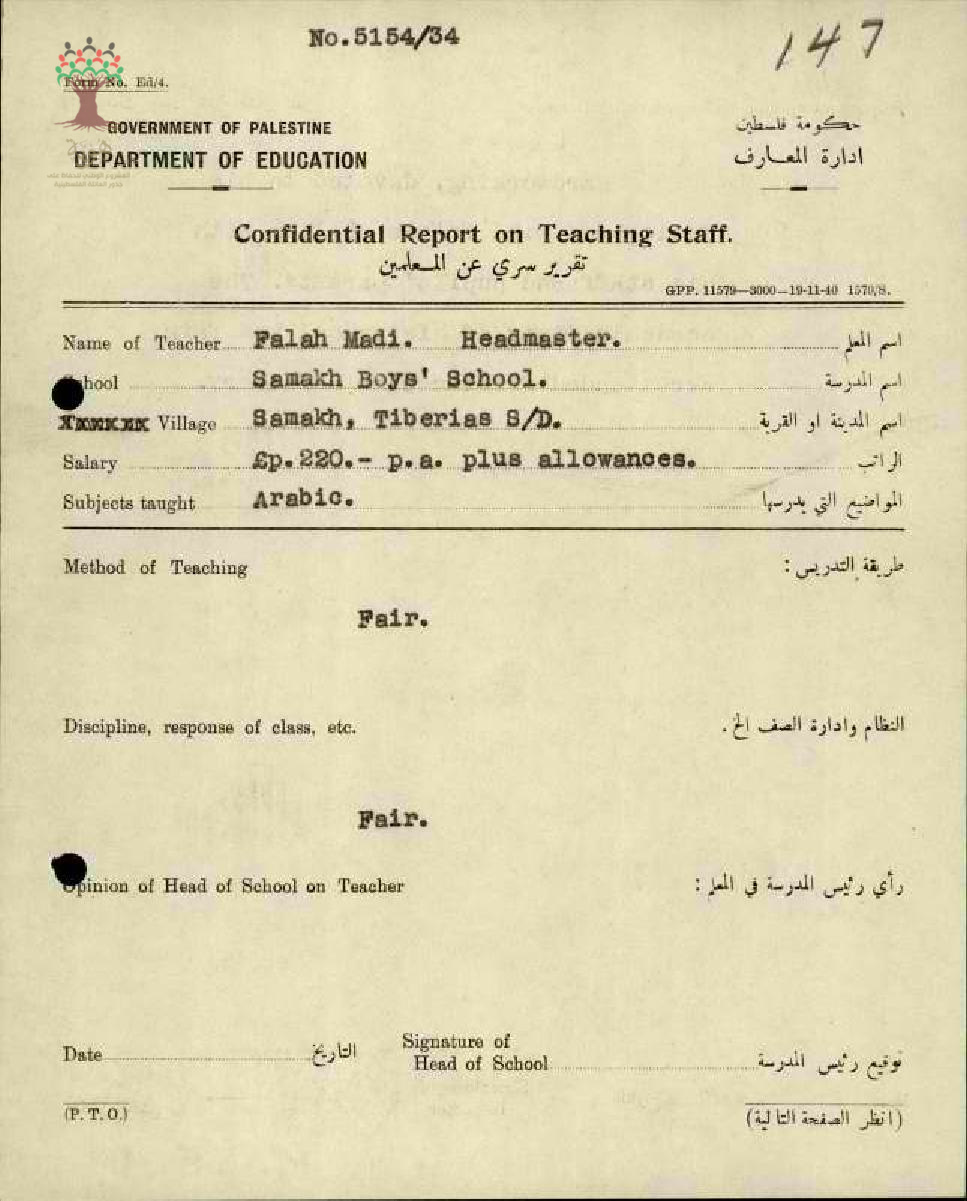 No.5154/34
147
Form No. Ed/4.
GOVERNMENT OF PALESTINE
حكومة فلسطين
DEPARTMENT OF EDUCATION
ادارة المعارف
Confidential Report on Teaching Staff.
تقرير سري عن المعلمين
GPP. 11579—3000—19-11-40 1570/S.
Name of Teacher Falah Madi. Headmaster. اسم المعلم
School Samakh Boys' School. اسم المدرسة
Village Samakh, Tiberias S/D. اسم المدينة او القرية
Salary £p.220.- p.a. plus allowances. الراتب
Subjects taught Arabic. المواضيع التي يدرسها
Method of Teaching طريقة التدريس :
Fair.
Discipline, response of class, etc. النظام وادارة الصف الخ .
Fair.
Opinion of Head of School on Teacher رأي رئيس المدرسة في المعلم :
Date التاريخ Signature of Head of School توقيع رئيس المدرسة
(P. T. O.) (انظر الصفحة التالية)